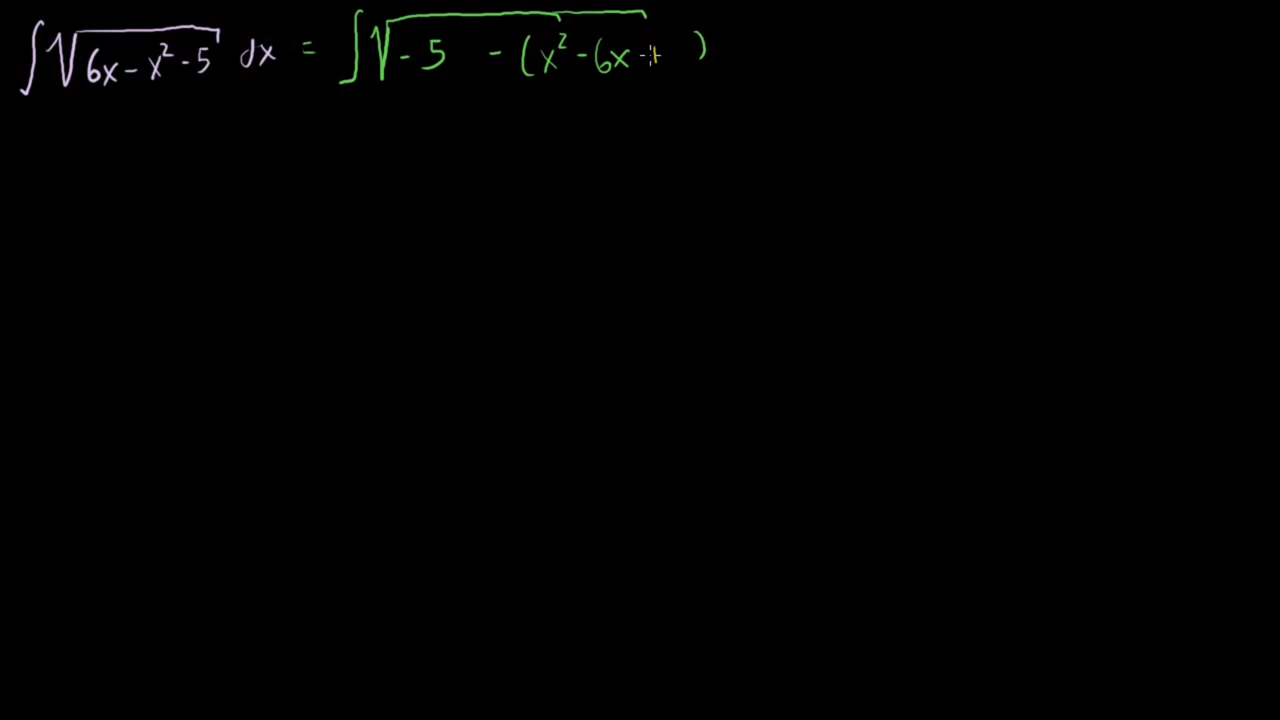 ∫√(6x - x² - 5) dx = ∫√(-5 - (x² - 6x + ))